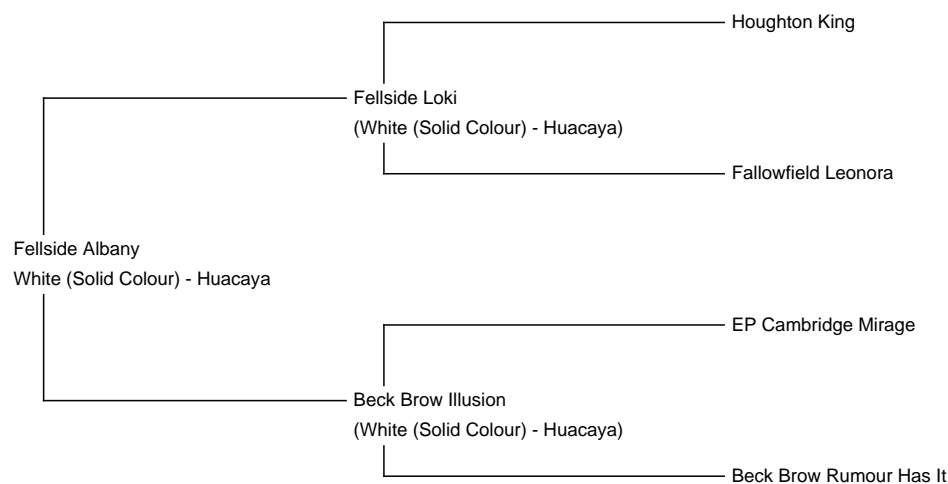 Houghton King
Fellside Loki
(White (Solid Colour) - Huacaya)
Fallowfield Leonora
Fellside Albany
White (Solid Colour) - Huacaya
EP Cambridge Mirage
Beck Brow Illusion
(White (Solid Colour) - Huacaya)
Beck Brow Rumour Has It